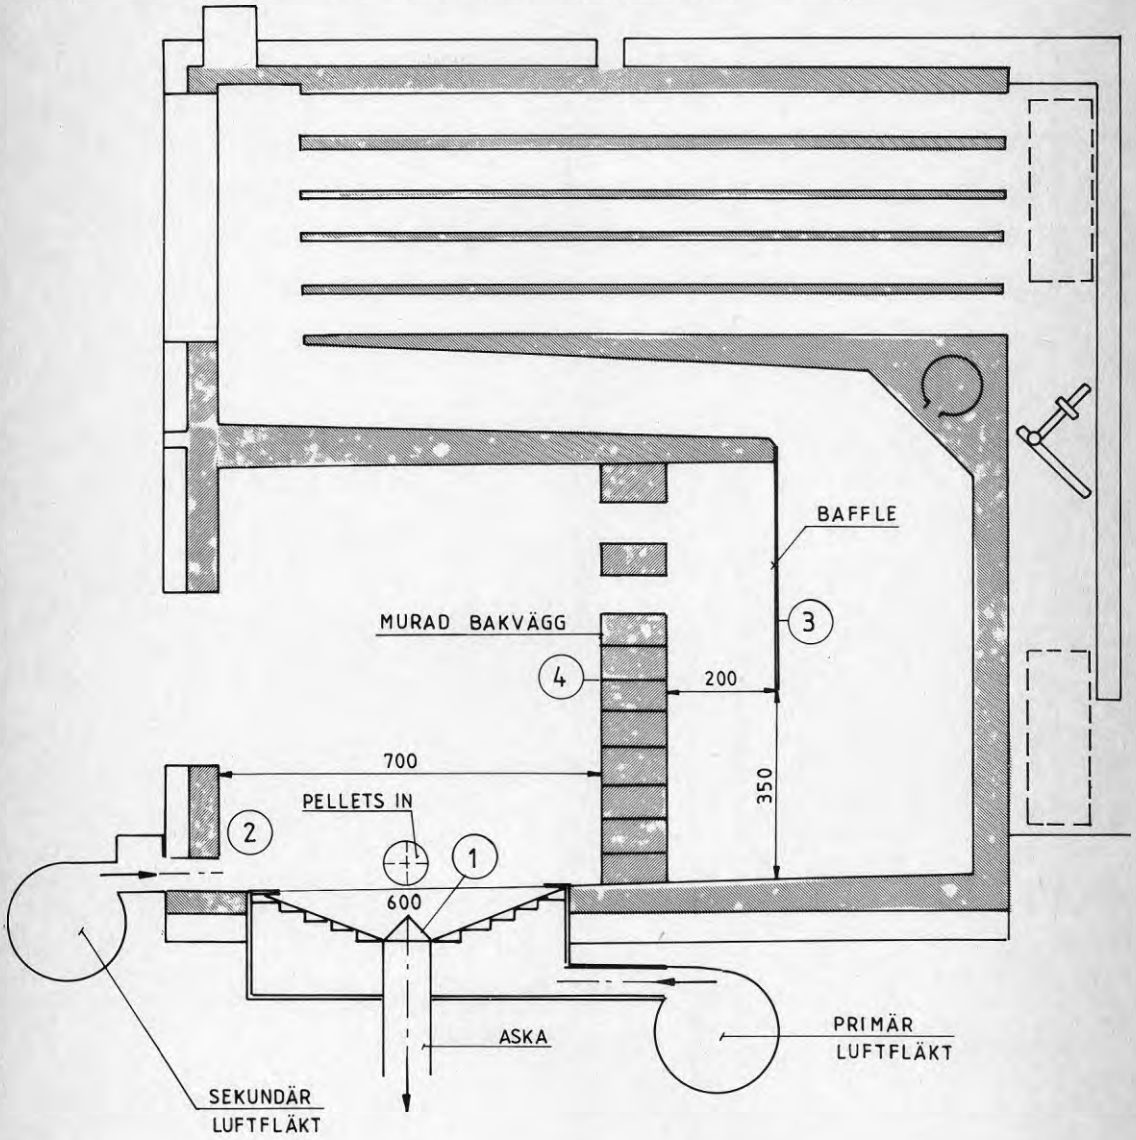 BAFFLE
MURAD BAKVÄGG
3
4
200
700
350
PELLETS IN
2
1
600
ASKA
PRIMÄR
LUFTFLÄKT
SEKUNDÄR
LUFTFLÄKT